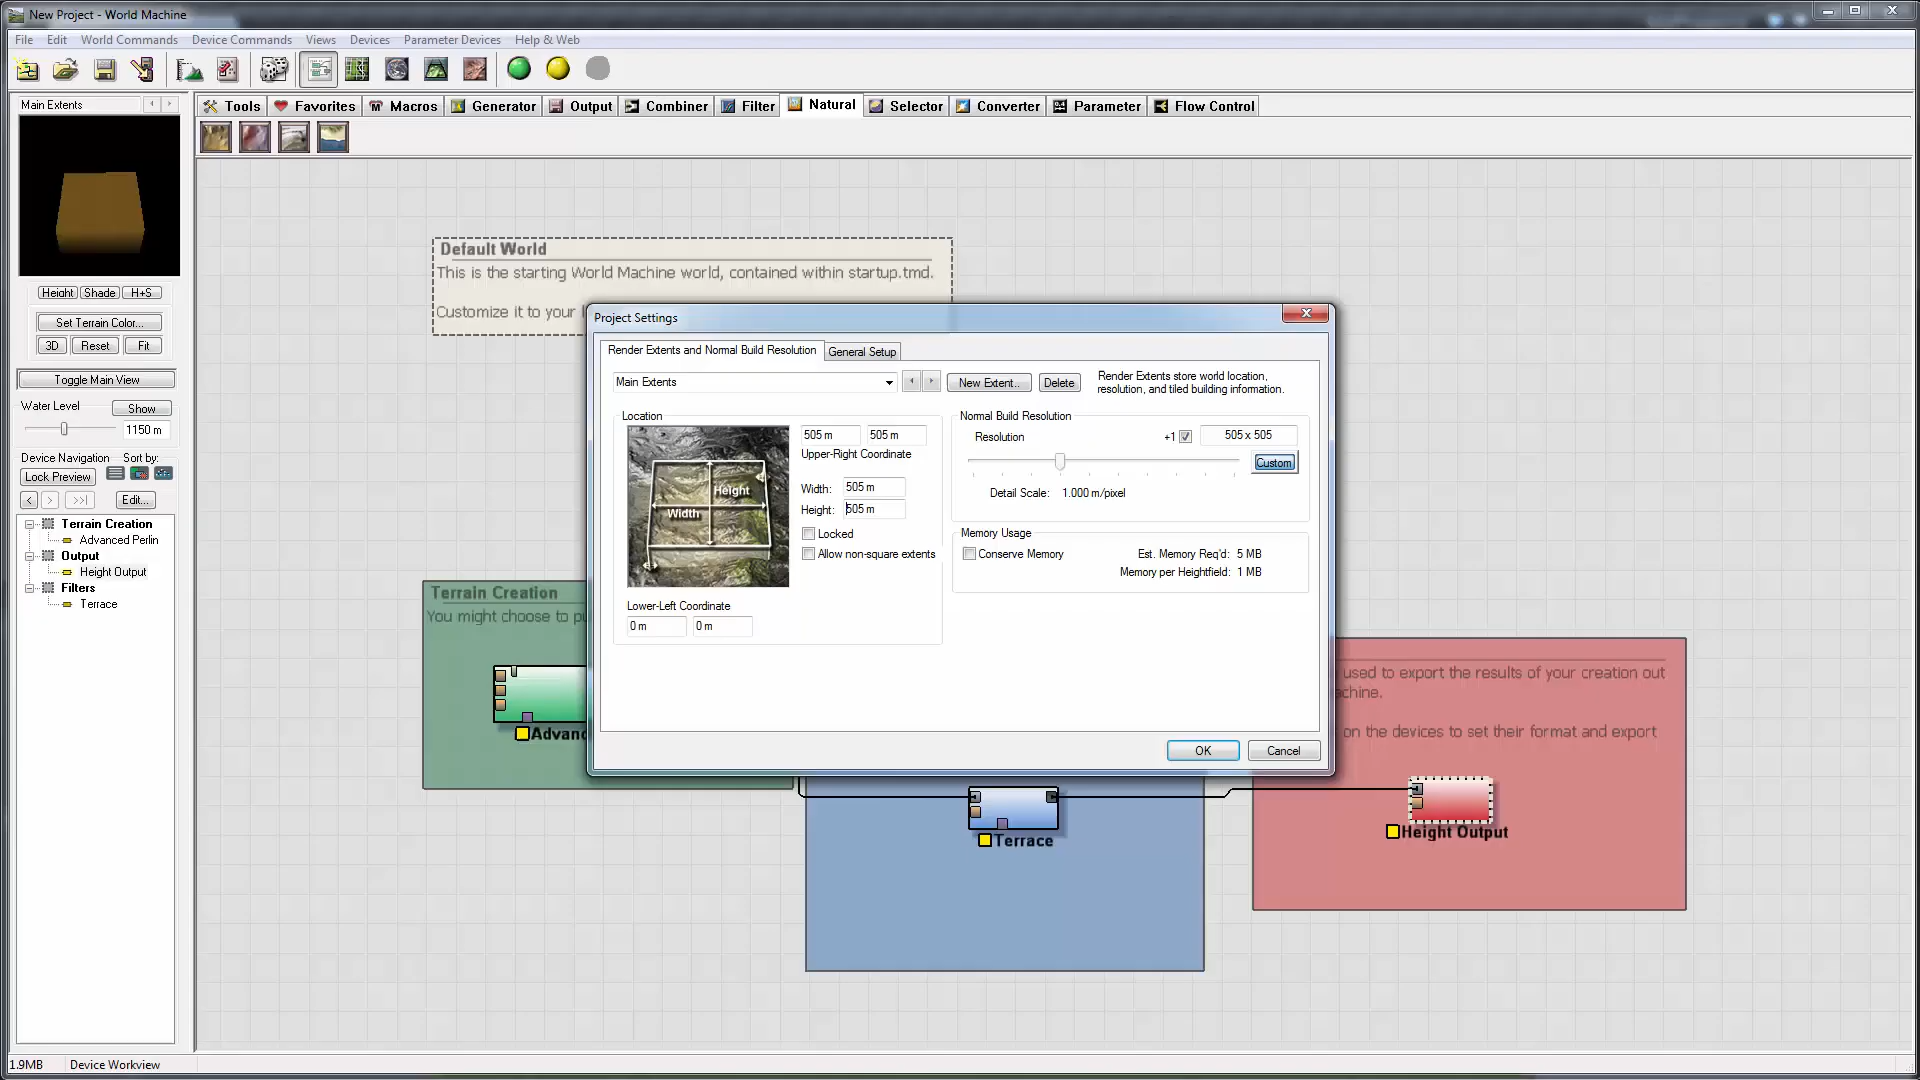 New Project - World Machine
File Edit World Commands Device Commands Views Devices Parameter Devices Help & Web
Main Extents
Tools Favorites Macros Generator Output Combiner Filter Natural Selector Converter Parameter Flow Control
Height Shade H+S
Set Terrain Color...
3D Reset Fit
Toggle Main View
Water Level Show
1150 m
Device Navigation Sort by:
Lock Preview
< > >>| Edit...
Terrain Creation
Advanced Perlin
Output
Height Output
Filters
Terrace
1.9MB Device Workview
Default World
This is the starting World Machine world, contained within startup.tmd.
Customize it to your
Terrain Creation
You might choose to pu
Advanc
Terrace
used to export the results of your creation out
achine.
on the devices to set their format and export
Height Output
Project Settings
Render Extents and Normal Build Resolution General Setup
Main Extents New Extent.. Delete
Render Extents store world location,
resolution, and tiled building information.
Location
Height
Width
505 m 505 m
Upper-Right Coordinate
Width: 505 m
Height: 505 m
Locked
Allow non-square extents
Lower-Left Coordinate
0 m 0 m
Normal Build Resolution
Resolution +1 505 x 505
Custom
Detail Scale: 1.000 m/pixel
Memory Usage
Conserve Memory Est. Memory Req'd: 5 MB
Memory per Heightfield: 1 MB
OK Cancel